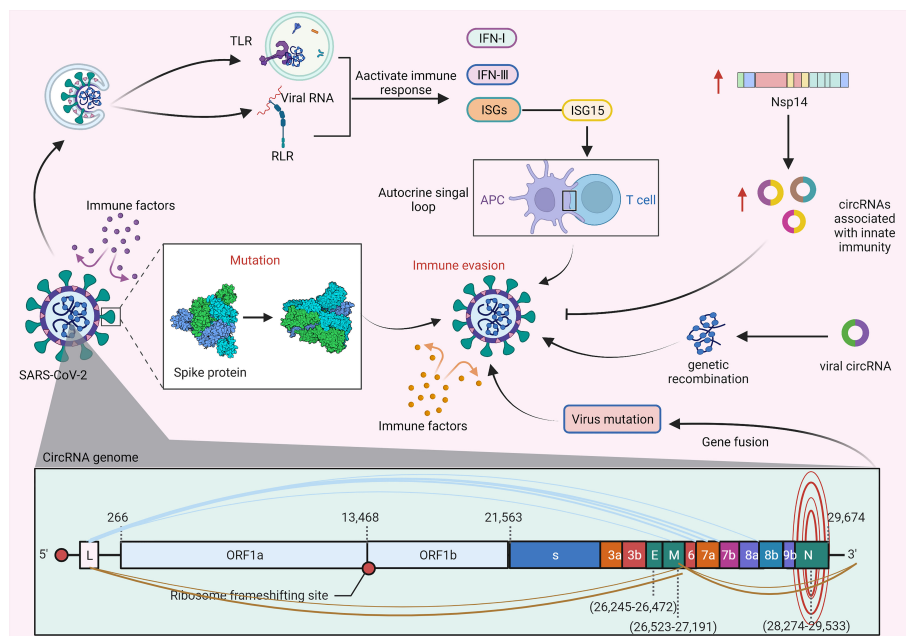 TLR
Viral RNA
RLR
Aactivate immune
response
IFN-I
IFN-III
ISGs
ISG15
Nsp14
Autocrine singal
loop
APC
T cell
circRNAs
associated
with innate
immunity
Immune factors
Mutation
Spike protein
SARS-CoV-2
Immune evasion
Immune factors
genetic
recombination
viral circRNA
Virus mutation
Gene fusion
CircRNA genome
266
13,468
21,563
29,674
5'
L
ORF1a
ORF1b
s
3a
3b
E
M
6
7a
7b
8a
8b
9b
N
3'
Ribosome frameshifting site
(26,245-26,472)
(26,523-27,191)
(28,274-29,533)